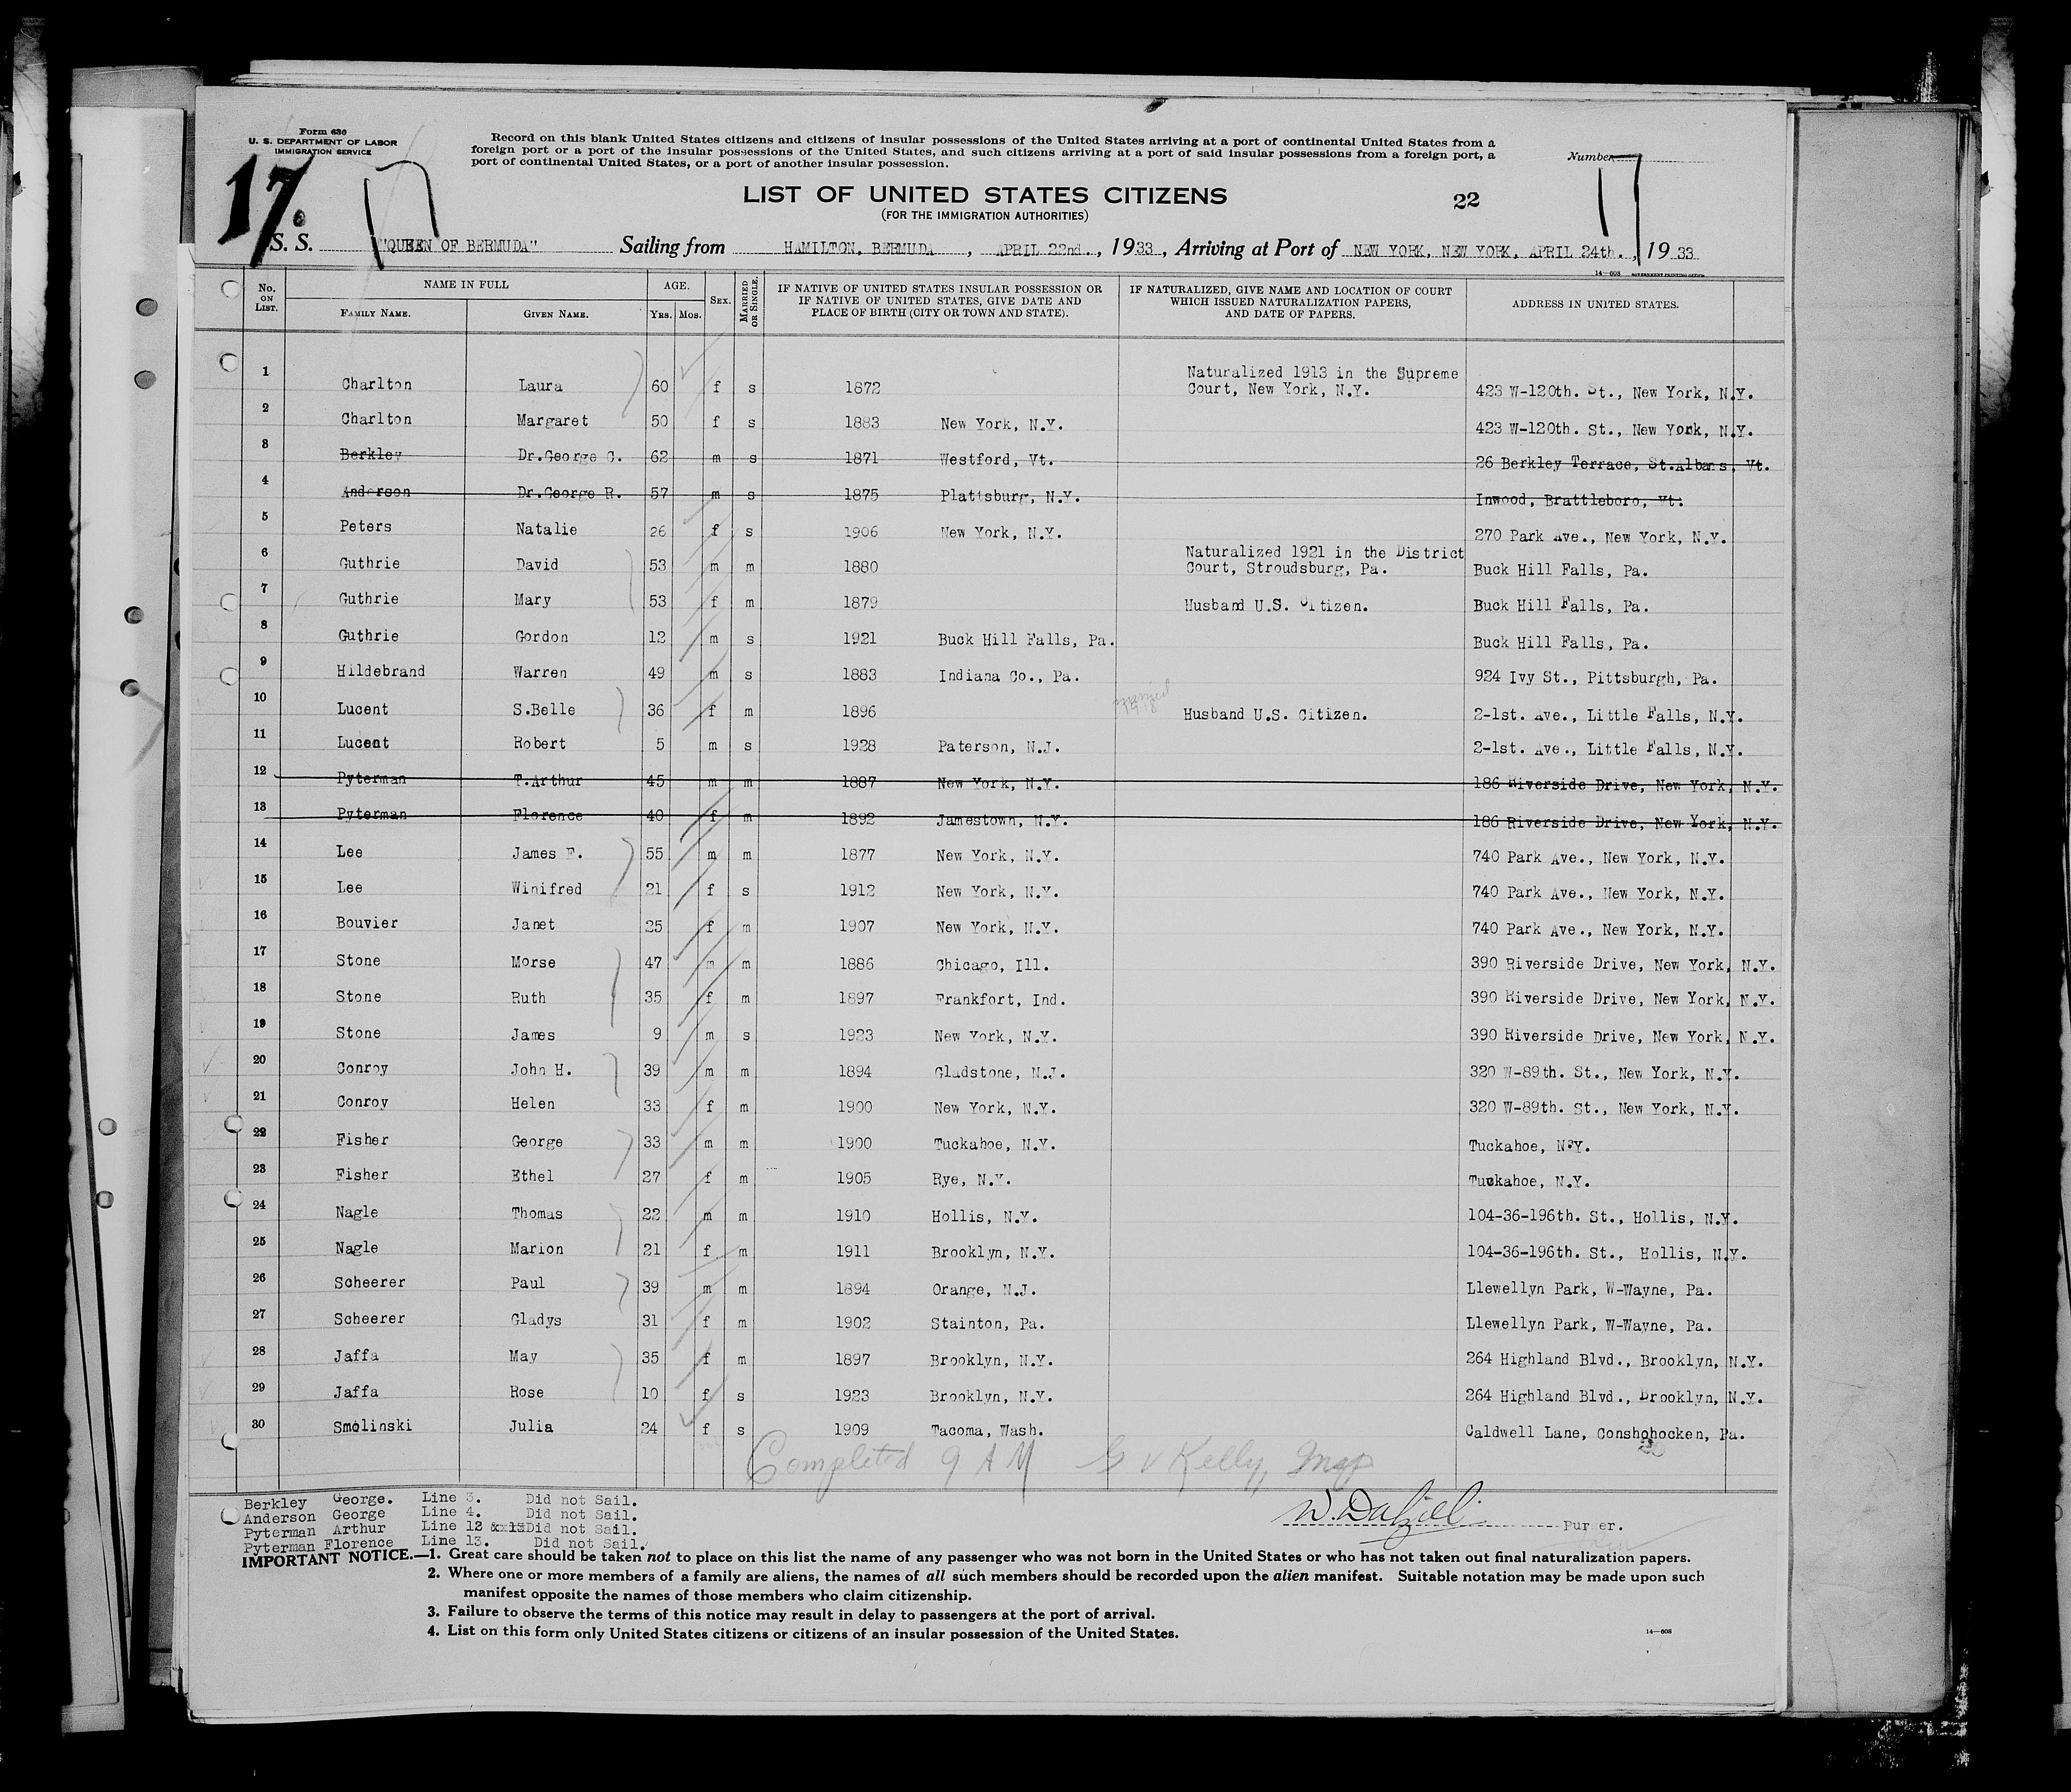 Form 630
U. S. DEPARTMENT OF LABOR
IMMIGRATION SERVICE
Record on this blank United States citizens and citizens of insular possessions of the United States arriving at a port of continental United States from a
foreign port or a port of the insular possessions of the United States, and such citizens arriving at a port of said insular possessions from a foreign port, a
port of continental United States, or a port of another insular possession.
Number 17
17. 17
LIST OF UNITED STATES CITIZENS 22
(FOR THE IMMIGRATION AUTHORITIES)
S. S. "QUEEN OF BERMUDA" Sailing from HAMILTON, BERMUDA, APRIL 22nd., 1933, Arriving at Port of NEW YORK, NEW YORK, APRIL 24th., 1933
14—608 GOVERNMENT PRINTING OFFICE
No. ON LIST. NAME IN FULL FAMILY NAME. GIVEN NAME. AGE. YRS. MOS. SEX. MARRIED OR SINGLE. IF NATIVE OF UNITED STATES INSULAR POSSESSION OR IF NATIVE OF UNITED STATES, GIVE DATE AND PLACE OF BIRTH (CITY OR TOWN AND STATE). IF NATURALIZED, GIVE NAME AND LOCATION OF COURT WHICH ISSUED NATURALIZATION PAPERS, AND DATE OF PAPERS. ADDRESS IN UNITED STATES.
1 Charlton Laura 60 f s 1872 Naturalized 1913 in the Supreme Court, New York, N.Y. 423 W-120th. St., New York, N.Y.
2 Charlton Margaret 50 f s 1883 New York, N.Y. 423 W-120th. St., New York, N.Y.
3 Berkley Dr.George C. 62 m s 1871 Westford, Vt. 26 Berkley Terrace, St.Albans, Vt.
4 Anderson Dr.George R. 57 m s 1875 Plattsburg, N.Y. Inwood, Brattleboro, Vt.
5 Peters Natalie 26 f s 1906 New York, N.Y. 270 Park Ave., New York, N.Y.
6 Guthrie David 53 m m 1880 Naturalized 1921 in the District Court, Stroudsburg, Pa. Buck Hill Falls, Pa.
7 Guthrie Mary 53 f m 1879 Husband U.S. Citizen. Buck Hill Falls, Pa.
8 Guthrie Gordon 12 m s 1921 Buck Hill Falls, Pa. Buck Hill Falls, Pa.
9 Hildebrand Warren 49 m s 1883 Indiana Co., Pa. 924 Ivy St., Pittsburgh, Pa.
10 Lucent S.Belle 36 f m 1896 Husband U.S. Citizen. 2-1st. Ave., Little Falls, N.Y.
11 Lucent Robert 5 m s 1928 Paterson, N.J. 2-1st. Ave., Little Falls, N.Y.
12 Pyterman T.Arthur 45 m m 1887 New York, N.Y. 186 Riverside Drive, New York, N.Y.
13 Pyterman Florence 40 f m 1892 Jamestown, N.Y. 186 Riverside Drive, New York, N.Y.
14 Lee James F. 55 m m 1877 New York, N.Y. 740 Park Ave., New York, N.Y.
15 Lee Winifred 21 f s 1912 New York, N.Y. 740 Park Ave., New York, N.Y.
16 Bouvier Janet 25 f m 1907 New York, N.Y. 740 Park Ave., New York, N.Y.
17 Stone Morse 47 m m 1886 Chicago, Ill. 390 Riverside Drive, New York, N.Y.
18 Stone Ruth 35 f m 1897 Frankfort, Ind. 390 Riverside Drive, New York, N.Y.
19 Stone James 9 m s 1923 New York, N.Y. 390 Riverside Drive, New York, N.Y.
20 Conroy John H. 39 m m 1894 Gladstone, N.J. 320 W-89th. St., New York, N.Y.
21 Conroy Helen 33 f m 1900 New York, N.Y. 320 W-89th. St., New York, N.Y.
22 Fisher George 33 m m 1900 Tuckahoe, N.Y. Tuckahoe, N.Y.
23 Fisher Ethel 27 f m 1905 Rye, N.Y. Tuckahoe, N.Y.
24 Nagle Thomas 22 m m 1910 Hollis, N.Y. 104-36-196th. St., Hollis, N.Y.
25 Nagle Marion 21 f m 1911 Brooklyn, N.Y. 104-36-196th. St., Hollis, N.Y.
26 Scheerer Paul 39 m m 1894 Orange, N.J. Llewellyn Park, W-Wayne, Pa.
27 Scheerer Gladys 31 f m 1902 Stainton, Pa. Llewellyn Park, W-Wayne, Pa.
28 Jaffa May 35 f m 1897 Brooklyn, N.Y. 264 Highland Blvd., Brooklyn, N.Y.
29 Jaffa Rose 10 f s 1923 Brooklyn, N.Y. 264 Highland Blvd., Brooklyn, N.Y.
30 Smolinski Julia 24 f s 1909 Tacoma, Wash. Caldwell Lane, Conshohocken, Pa.
Completed 9 AM G V Kelly, Insp
Berkley George. Line 3. Did not Sail.
Anderson George Line 4. Did not Sail.
Pyterman Arthur Line 12 &x13 Did not Sail.
Pyterman Florence Line 13. Did not Sail.
W. Dalziel Purser.
IMPORTANT NOTICE.—1. Great care should be taken not to place on this list the name of any passenger who was not born in the United States or who has not taken out final naturalization papers.
2. Where one or more members of a family are aliens, the names of all such members should be recorded upon the alien manifest. Suitable notation may be made upon such
manifest opposite the names of those members who claim citizenship.
3. Failure to observe the terms of this notice may result in delay to passengers at the port of arrival.
4. List on this form only United States citizens or citizens of an insular possession of the United States.
14—608